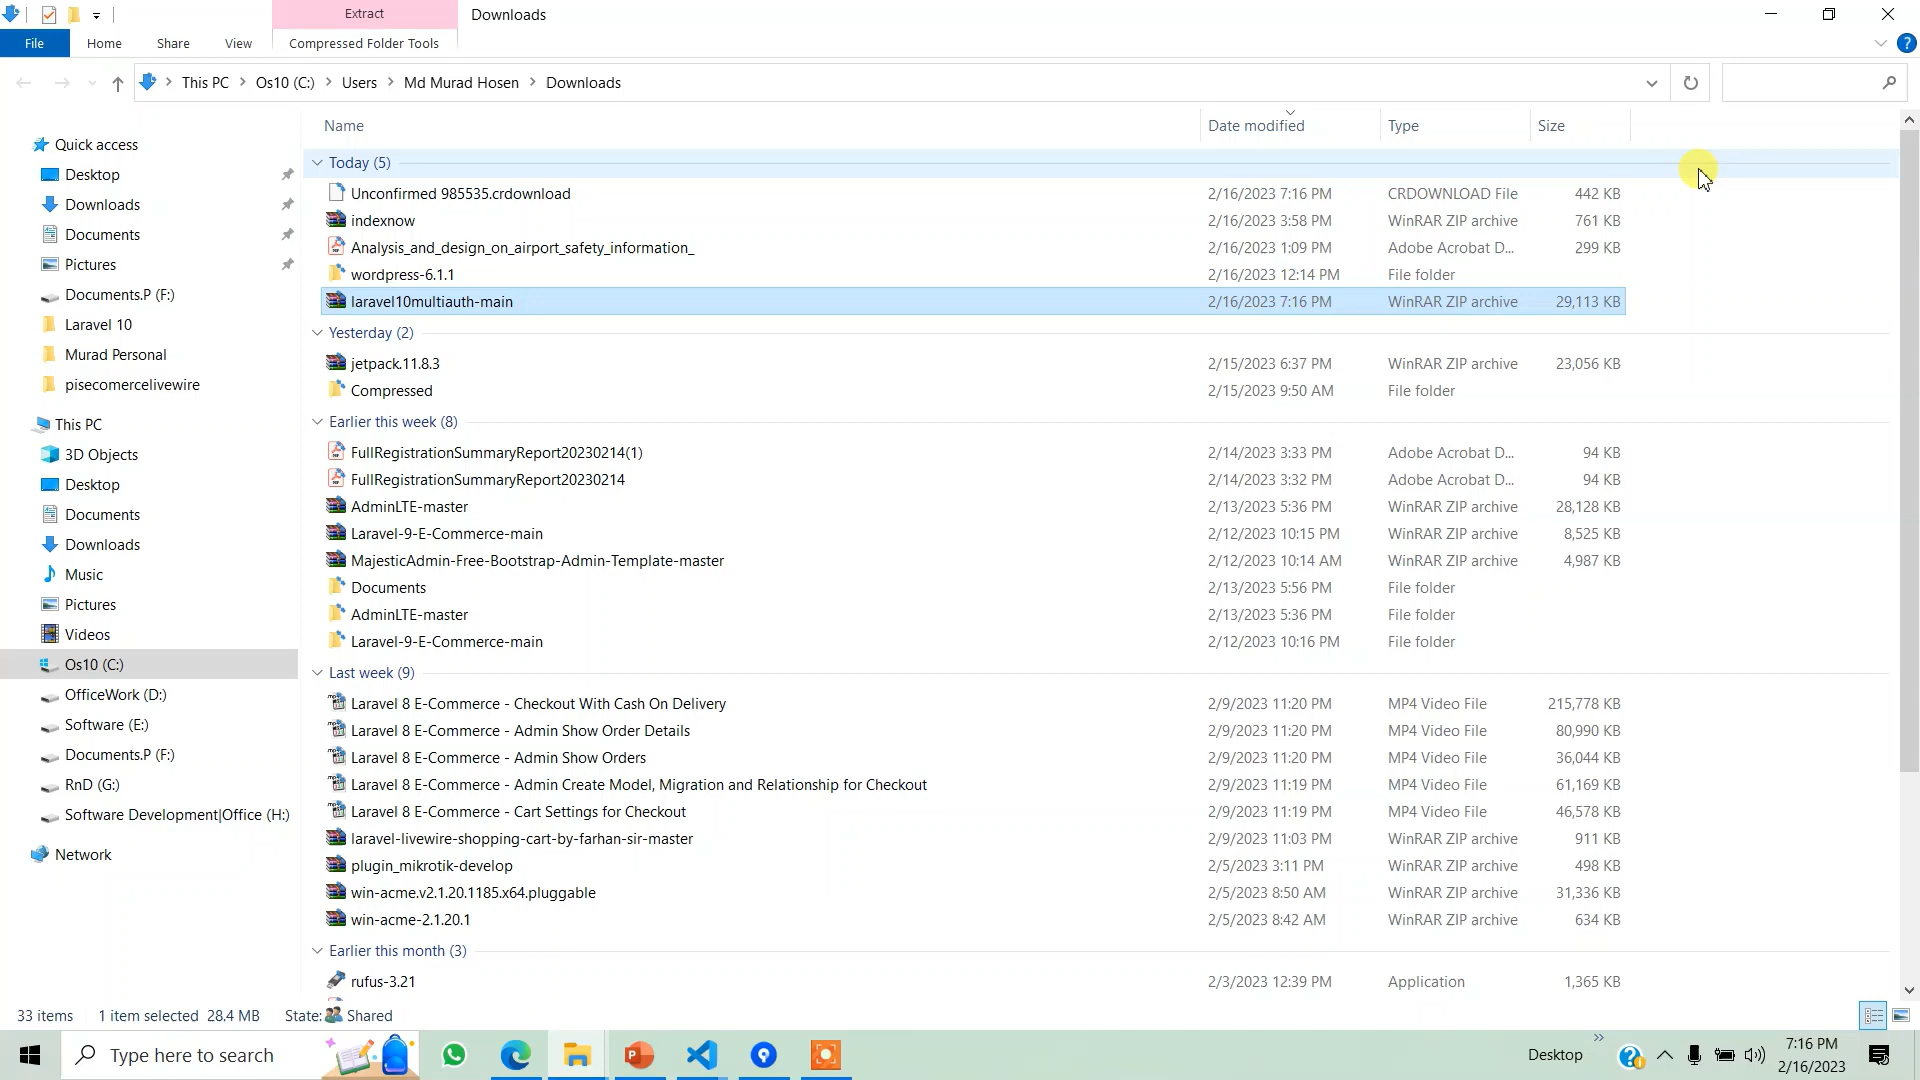 Extract
Downloads
File
Home
Share
View
Compressed Folder Tools
?
This PC
Os10 (C:)
Users
Md Murad Hosen
Downloads
Name
Date modified
Type
Size
Quick access
Desktop
Downloads
Documents
Pictures
Documents.P (F:)
Laravel 10
Murad Personal
pisecomercelivewire
This PC
3D Objects
Desktop
Documents
Downloads
Music
Pictures
Videos
Os10 (C:)
OfficeWork (D:)
Software (E:)
Documents.P (F:)
RnD (G:)
Software Development|Office (H:)
Network
Today (5)
Unconfirmed 985535.crdownload 2/16/2023 7:16 PM CRDOWNLOAD File 442 KB
indexnow 2/16/2023 3:58 PM WinRAR ZIP archive 761 KB
Analysis_and_design_on_airport_safety_information_ 2/16/2023 1:09 PM Adobe Acrobat D... 299 KB
wordpress-6.1.1 2/16/2023 12:14 PM File folder
laravel10multiauth-main 2/16/2023 7:16 PM WinRAR ZIP archive 29,113 KB
Yesterday (2)
jetpack.11.8.3 2/15/2023 6:37 PM WinRAR ZIP archive 23,056 KB
Compressed 2/15/2023 9:50 AM File folder
Earlier this week (8)
FullRegistrationSummaryReport20230214(1) 2/14/2023 3:33 PM Adobe Acrobat D... 94 KB
FullRegistrationSummaryReport20230214 2/14/2023 3:32 PM Adobe Acrobat D... 94 KB
AdminLTE-master 2/13/2023 5:36 PM WinRAR ZIP archive 28,128 KB
Laravel-9-E-Commerce-main 2/12/2023 10:15 PM WinRAR ZIP archive 8,525 KB
MajesticAdmin-Free-Bootstrap-Admin-Template-master 2/12/2023 10:14 AM WinRAR ZIP archive 4,987 KB
Documents 2/13/2023 5:56 PM File folder
AdminLTE-master 2/13/2023 5:36 PM File folder
Laravel-9-E-Commerce-main 2/12/2023 10:16 PM File folder
Last week (9)
Laravel 8 E-Commerce - Checkout With Cash On Delivery 2/9/2023 11:20 PM MP4 Video File 215,778 KB
Laravel 8 E-Commerce - Admin Show Order Details 2/9/2023 11:20 PM MP4 Video File 80,990 KB
Laravel 8 E-Commerce - Admin Show Orders 2/9/2023 11:20 PM MP4 Video File 36,044 KB
Laravel 8 E-Commerce - Admin Create Model, Migration and Relationship for Checkout 2/9/2023 11:19 PM MP4 Video File 61,169 KB
Laravel 8 E-Commerce - Cart Settings for Checkout 2/9/2023 11:19 PM MP4 Video File 46,578 KB
laravel-livewire-shopping-cart-by-farhan-sir-master 2/9/2023 11:03 PM WinRAR ZIP archive 911 KB
plugin_mikrotik-develop 2/5/2023 3:11 PM WinRAR ZIP archive 498 KB
win-acme.v2.1.20.1185.x64.pluggable 2/5/2023 8:50 AM WinRAR ZIP archive 31,336 KB
win-acme-2.1.20.1 2/5/2023 8:42 AM WinRAR ZIP archive 634 KB
Earlier this month (3)
rufus-3.21 2/3/2023 12:39 PM Application 1,365 KB
33 items 1 item selected 28.4 MB State: Shared
Type here to search
Desktop
7:16 PM
2/16/2023